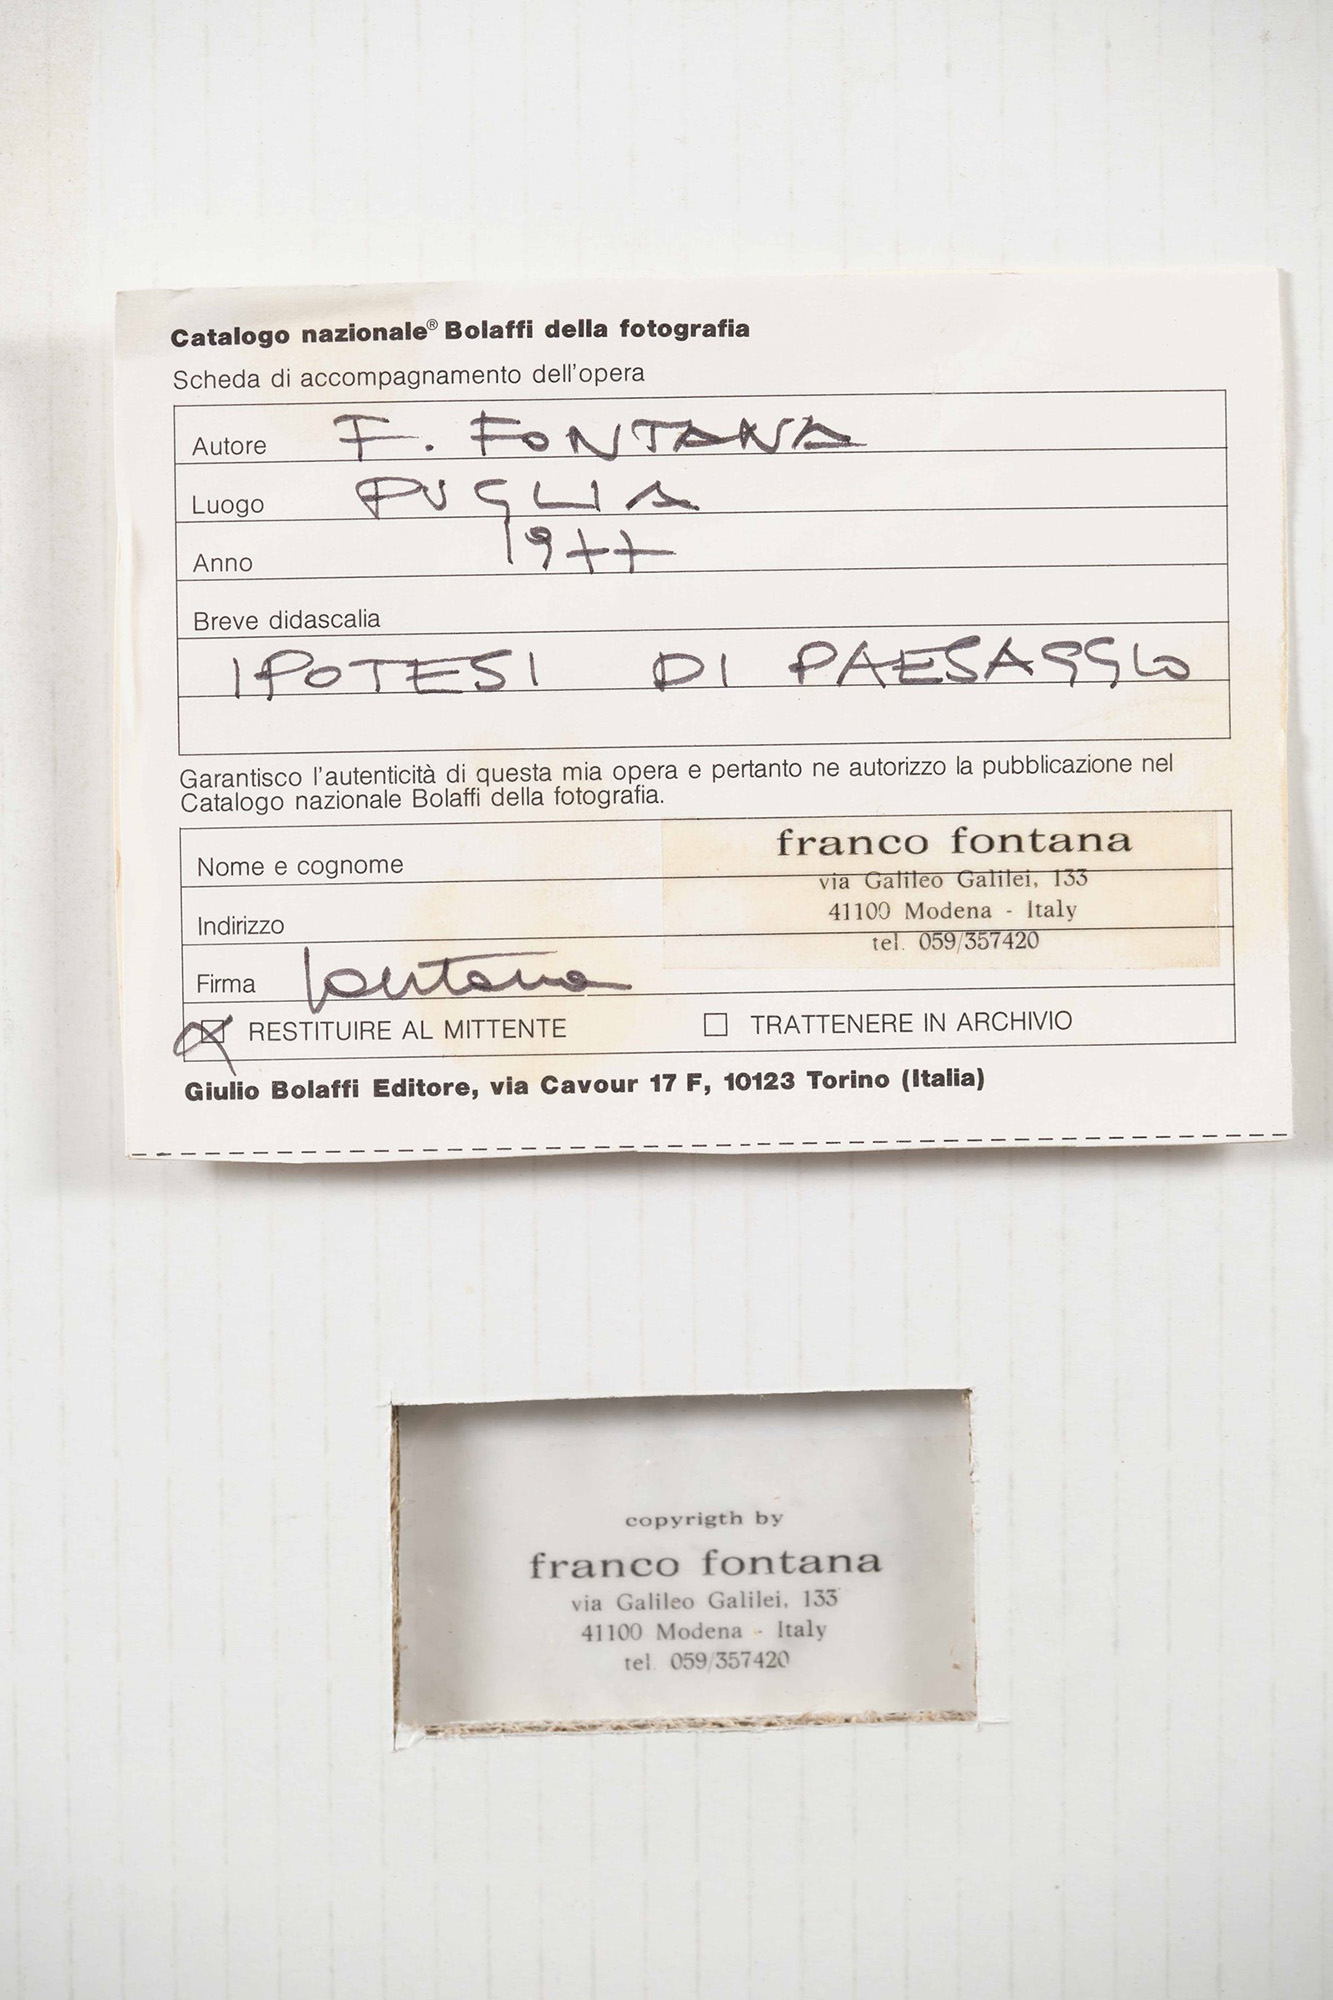 Catalogo nazionale® Bolaffi della fotografia
Scheda di accompagnamento dell'opera
Autore F. FONTANA
Luogo PUGLIA
Anno 1977
Breve didascalia
IPOTESI DI PAESAGGIO
Garantisco l'autenticità di questa mia opera e pertanto ne autorizzo la pubblicazione nel
Catalogo nazionale Bolaffi della fotografia.
Nome e cognome
franco fontana
via Galileo Galilei, 133
Indirizzo
41100 Modena - Italy
tel. 059/357420
Firma Fontana
RESTITUIRE AL MITTENTE TRATTENERE IN ARCHIVIO
Giulio Bolaffi Editore, via Cavour 17 F, 10123 Torino (Italia)
copyrigth by
franco fontana
via Galileo Galilei, 133
41100 Modena - Italy
tel. 059/357420